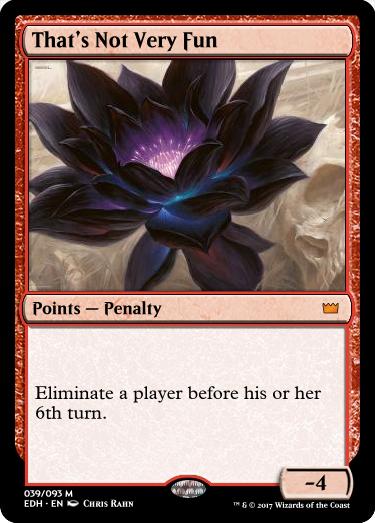 That's Not Very Fun
Points — Penalty
Eliminate a player before his or her
6th turn.
-4
039/093 M
EDH • EN Chris Rahn
™ & © 2017 Wizards of the Coast